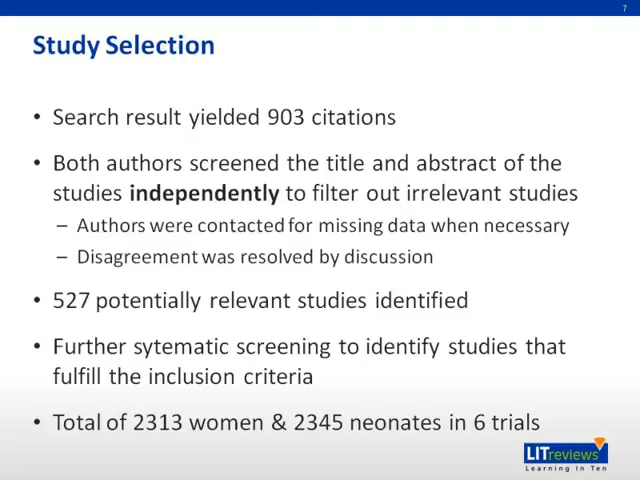 7
Study Selection
• Search result yielded 903 citations
• Both authors screened the title and abstract of the
studies independently to filter out irrelevant studies
– Authors were contacted for missing data when necessary
– Disagreement was resolved by discussion
• 527 potentially relevant studies identified
• Further sytematic screening to identify studies that
fulfill the inclusion criteria
• Total of 2313 women & 2345 neonates in 6 trials
LITreviews
Learning In Ten